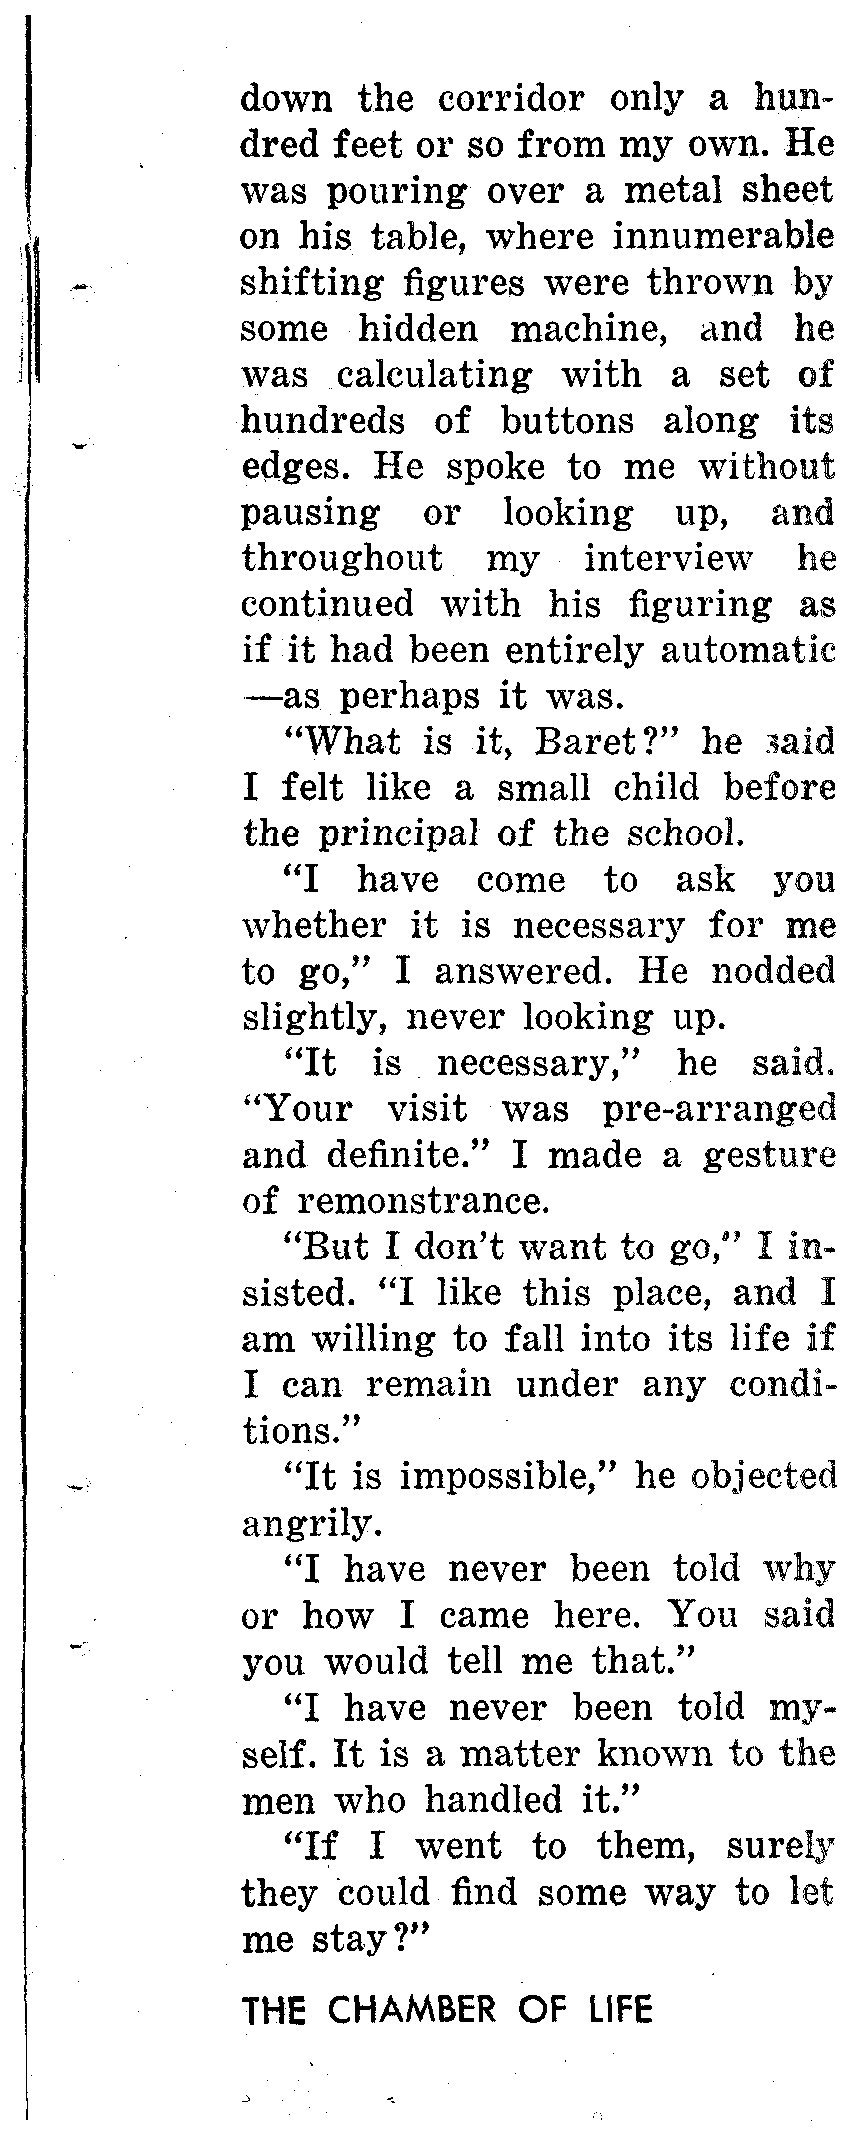 down the corridor only a hun-
dred feet or so from my own. He
was pouring over a metal sheet
on his table, where innumerable
shifting figures were thrown by
some hidden machine, and he
was calculating with a set of
hundreds of buttons along its
edges. He spoke to me without
pausing or looking up, and
throughout my interview he
continued with his figuring as
if it had been entirely automatic
—as perhaps it was.
“What is it, Baret?” he said
I felt like a small child before
the principal of the school.
“I have come to ask you
whether it is necessary for me
to go,” I answered. He nodded
slightly, never looking up.
“It is necessary,” he said.
“Your visit was pre-arranged
and definite.” I made a gesture
of remonstrance.
“But I don’t want to go,” I in-
sisted. “I like this place, and I
am willing to fall into its life if
I can remain under any condi-
tions.”
“It is impossible,” he objected
angrily.
“I have never been told why
or how I came here. You said
you would tell me that.”
“I have never been told my-
self. It is a matter known to the
men who handled it.”
“If I went to them, surely
they could find some way to let
me stay?”
THE CHAMBER OF LIFE